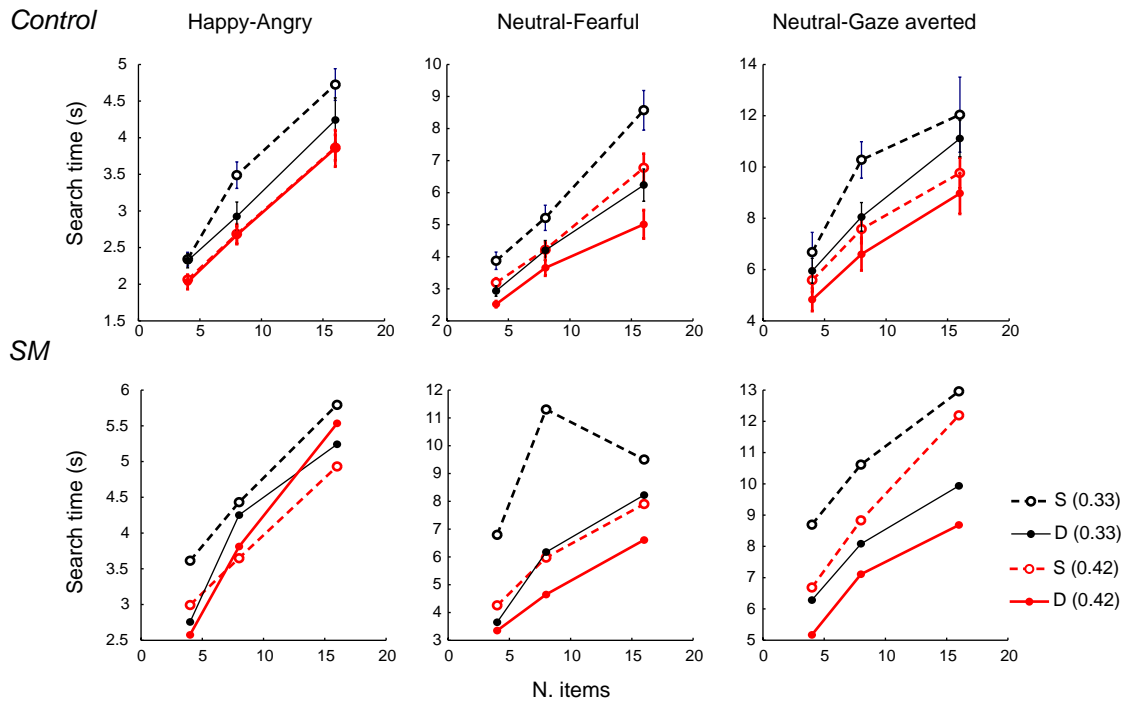 Control
Happy-Angry
Neutral-Fearful
Neutral-Gaze averted
Search time (s)
5
4.5
4
3.5
3
2.5
2
1.5
0 5 10 15 20
10
9
8
7
6
5
4
3
2
0 5 10 15 20
14
12
10
8
6
4
0 5 10 15 20
SM
Search time (s)
6
5.5
5
4.5
4
3.5
3
2.5
0 5 10 15 20
12
11
10
9
8
7
6
5
4
3
0 5 10 15 20
13
12
11
10
9
8
7
6
5
0 5 10 15 20
S (0.33)
D (0.33)
S (0.42)
D (0.42)
N. items